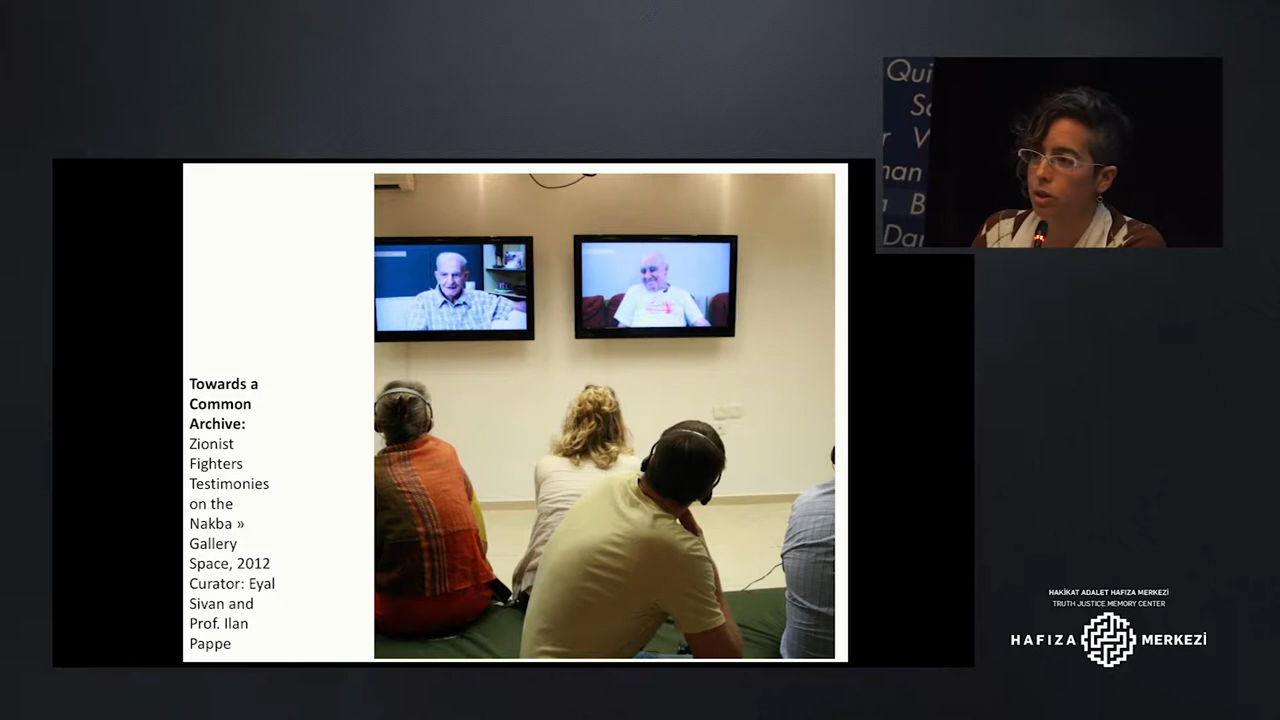 Towards a
Common
Archive:
Zionist
Fighters
Testimonies
on the
Nakba »
Gallery
Space, 2012
Curator: Eyal
Sivan and
Prof. Ilan
Pappe
HAKİKAT ADALET HAFIZA MERKEZİ
TRUTH JUSTICE MEMORY CENTER
HAFIZA MERKEZİ